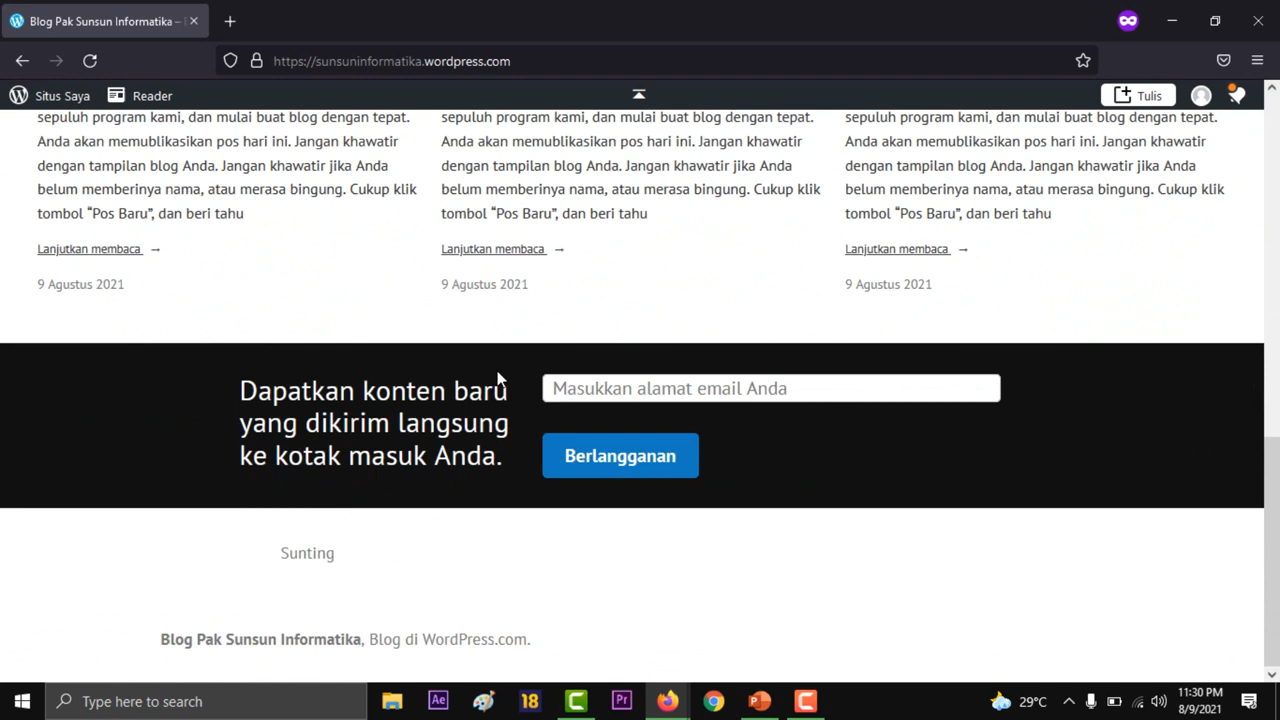 Blog Pak Sunsun Informatika –
https://sunsuninformatika.wordpress.com
Situs Saya Reader Tulis
sepuluh program kami, dan mulai buat blog dengan tepat.
Anda akan memublikasikan pos hari ini. Jangan khawatir
dengan tampilan blog Anda. Jangan khawatir jika Anda
belum memberinya nama, atau merasa bingung. Cukup klik
tombol “Pos Baru”, dan beri tahu
Lanjutkan membaca →
9 Agustus 2021
sepuluh program kami, dan mulai buat blog dengan tepat.
Anda akan memublikasikan pos hari ini. Jangan khawatir
dengan tampilan blog Anda. Jangan khawatir jika Anda
belum memberinya nama, atau merasa bingung. Cukup klik
tombol “Pos Baru”, dan beri tahu
Lanjutkan membaca →
9 Agustus 2021
sepuluh program kami, dan mulai buat blog dengan tepat.
Anda akan memublikasikan pos hari ini. Jangan khawatir
dengan tampilan blog Anda. Jangan khawatir jika Anda
belum memberinya nama, atau merasa bingung. Cukup klik
tombol “Pos Baru”, dan beri tahu
Lanjutkan membaca →
9 Agustus 2021
Dapatkan konten baru
yang dikirim langsung
ke kotak masuk Anda.
Masukkan alamat email Anda
Berlangganan
Sunting
Blog Pak Sunsun Informatika, Blog di WordPress.com.
Type here to search
Ae
18
Pr
29°C
11:30 PM
8/9/2021